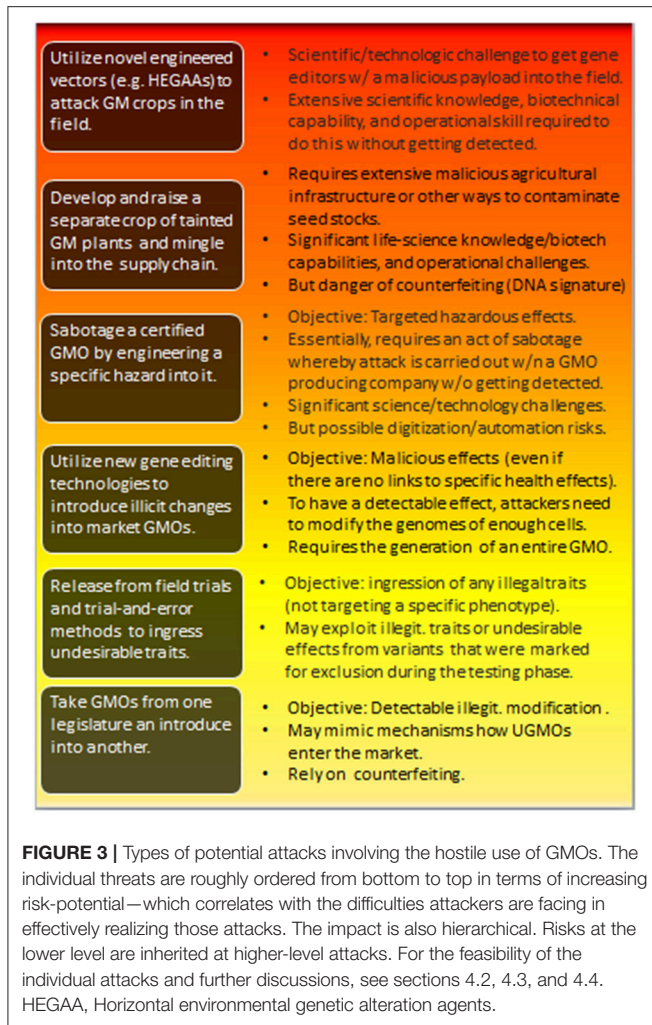 Utilize novel engineered
vectors (e.g. HEGAAs) to
attack GM crops in the
field.
• Scientific/technologic challenge to get gene
editors w/ a malicious payload into the field.
• Extensive scientific knowledge, biotechnical
capability, and operational skill required to
do this without getting detected.
Develop and raise a
separate crop of tainted
GM plants and mingle
into the supply chain.
• Requires extensive malicious agricultural
infrastructure or other ways to contaminate
seed stocks.
• Significant life-science knowledge/biotech
capabilities, and operational challenges.
• But danger of counterfeiting (DNA signature)
Sabotage a certified
GMO by engineering a
specific hazard into it.
• Objective: Targeted hazardous effects.
• Essentially, requires an act of sabotage
whereby attack is carried out w/n a GMO
producing company w/o getting detected.
• Significant science/technology challenges.
• But possible digitization/automation risks.
Utilize new gene editing
technologies to
introduce illicit changes
into market GMOs.
• Objective: Malicious effects (even if
there are no links to specific health effects).
• To have a detectable effect, attackers need
to modify the genomes of enough cells.
• Requires the generation of an entire GMO.
Release from field trials
and trial-and-error
methods to ingress
undesirable traits.
• Objective: ingression of any illegal traits
(not targeting a specific phenotype).
• May exploit illegit. traits or undesirable
effects from variants that were marked
for exclusion during the testing phase.
Take GMOs from one
legislature an introduce
into another.
• Objective: Detectable illegit. modification .
• May mimic mechanisms how UGMOs
enter the market.
• Rely on counterfeiting.
FIGURE 3 | Types of potential attacks involving the hostile use of GMOs. The
individual threats are roughly ordered from bottom to top in terms of increasing
risk-potential—which correlates with the difficulties attackers are facing in
effectively realizing those attacks. The impact is also hierarchical. Risks at the
lower level are inherited at higher-level attacks. For the feasibility of the
individual attacks and further discussions, see sections 4.2, 4.3, and 4.4.
HEGAA, Horizontal environmental genetic alteration agents.